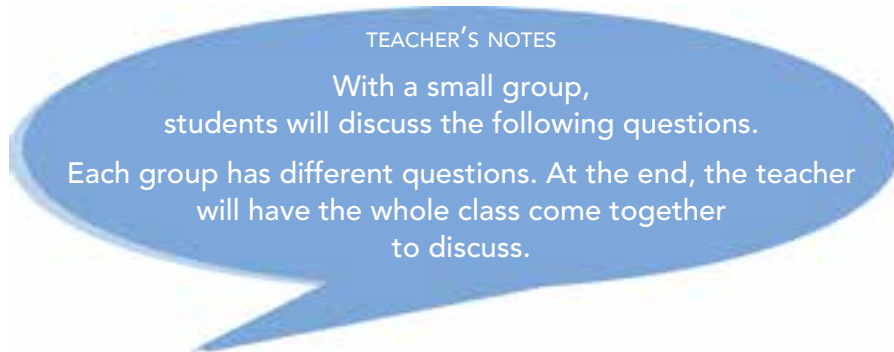 TEACHER'S NOTES
With a small group,
students will discuss the following questions.
Each group has different questions. At the end, the teacher
will have the whole class come together
to discuss.